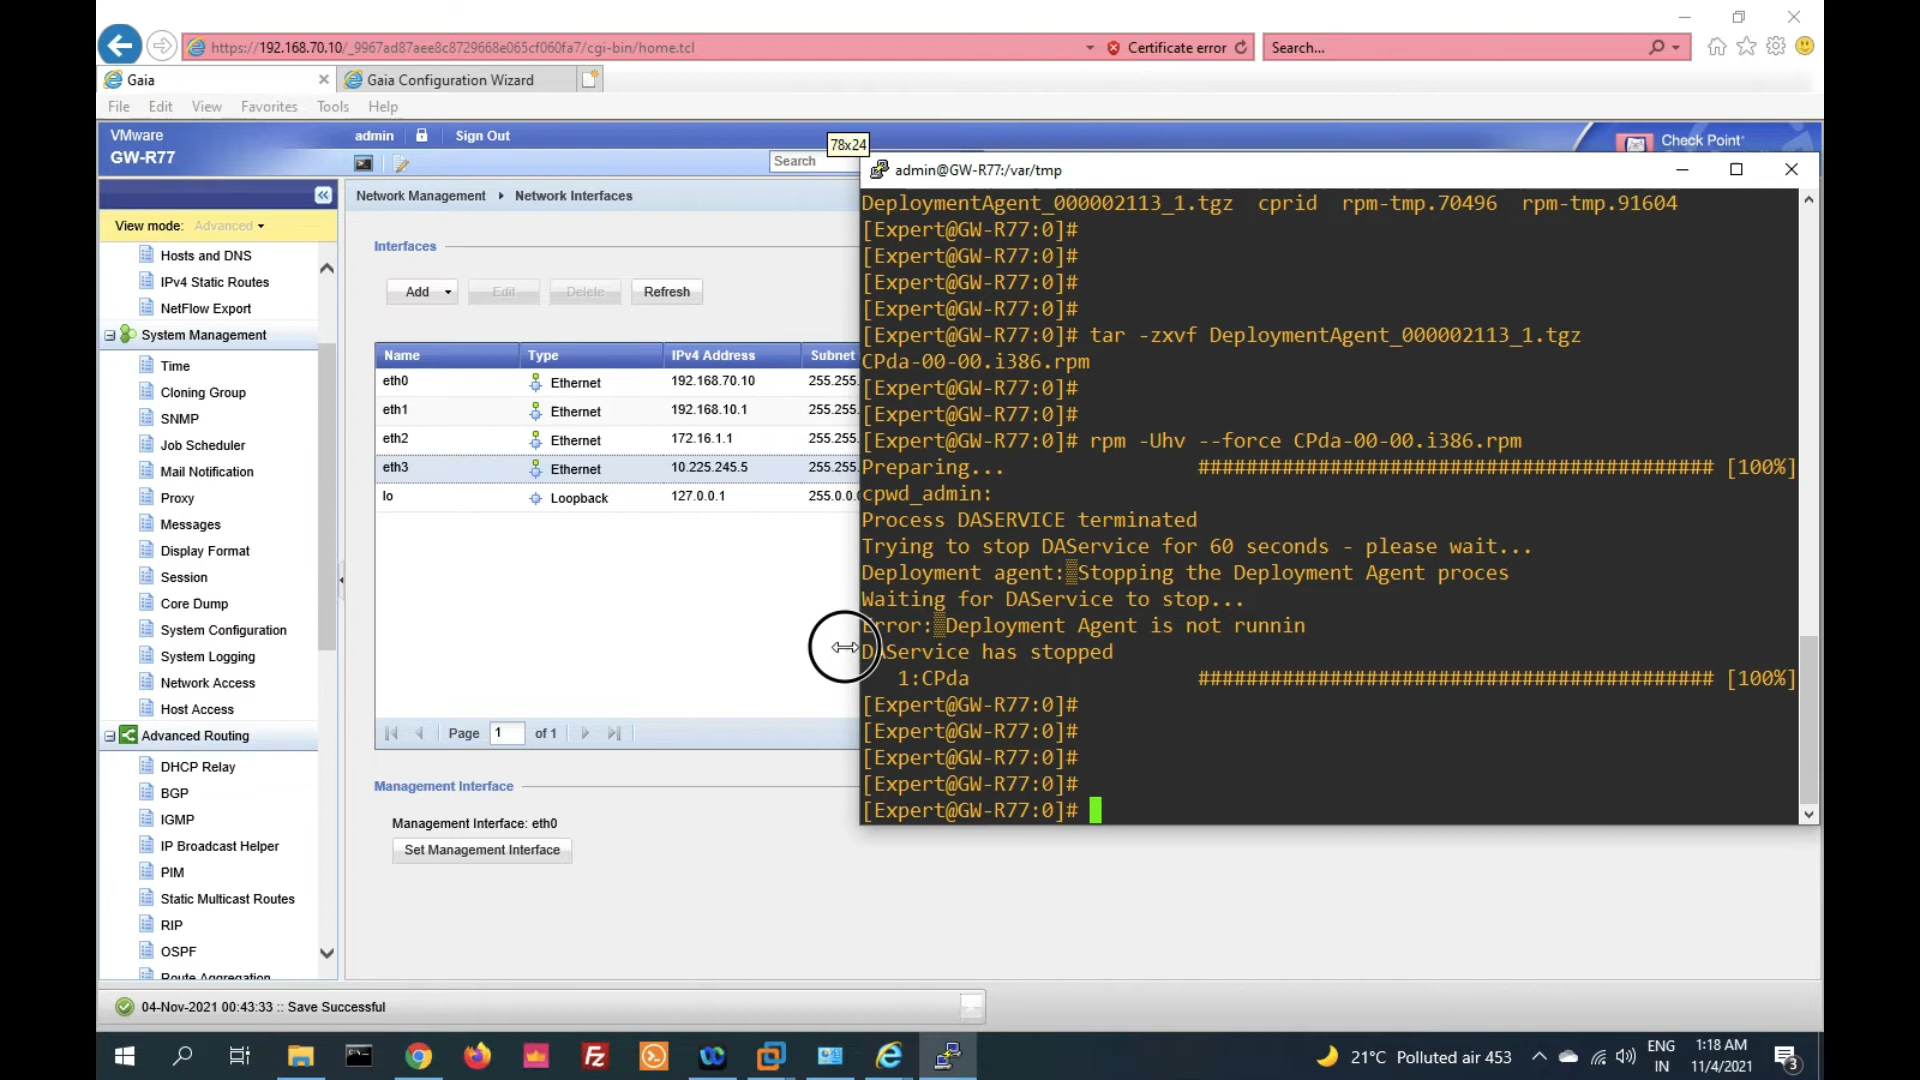 https://192.168.70.10/_9967ad87aee8c8729668e065cf060fa7/cgi-bin/home.tcl
Certificate error
Search...
Gaia
Gaia Configuration Wizard
File Edit View Favorites Tools Help
VMware
GW-R77
admin
Sign Out
Search
78x24
Check Point
View mode: Advanced
Hosts and DNS
IPv4 Static Routes
NetFlow Export
System Management
Time
Cloning Group
SNMP
Job Scheduler
Mail Notification
Proxy
Messages
Display Format
Session
Core Dump
System Configuration
System Logging
Network Access
Host Access
Advanced Routing
DHCP Relay
BGP
IGMP
IP Broadcast Helper
PIM
Static Multicast Routes
RIP
OSPF
Route Aggregation
Network Management Network Interfaces
Interfaces
Add Edit Delete Refresh
Name Type IPv4 Address Subnet
eth0 Ethernet 192.168.70.10 255.255.
eth1 Ethernet 192.168.10.1 255.255.
eth2 Ethernet 172.16.1.1 255.255.
eth3 Ethernet 10.225.245.5 255.255.
lo Loopback 127.0.0.1 255.0.0.
Page 1 of 1
Management Interface
Management Interface: eth0
Set Management Interface
admin@GW-R77:/var/tmp
DeploymentAgent_000002113_1.tgz cprid rpm-tmp.70496 rpm-tmp.91604
[Expert@GW-R77:0]#
[Expert@GW-R77:0]#
[Expert@GW-R77:0]#
[Expert@GW-R77:0]#
[Expert@GW-R77:0]# tar -zxvf DeploymentAgent_000002113_1.tgz
CPda-00-00.i386.rpm
[Expert@GW-R77:0]#
[Expert@GW-R77:0]#
[Expert@GW-R77:0]# rpm -Uhv --force CPda-00-00.i386.rpm
Preparing... ########################################### [100%]
cpwd_admin:
Process DASERVICE terminated
Trying to stop DAService for 60 seconds - please wait...
Deployment agent: Stopping the Deployment Agent proces
Waiting for DAService to stop...
Error: Deployment Agent is not runnin
DAService has stopped
1:CPda ########################################### [100%]
[Expert@GW-R77:0]#
[Expert@GW-R77:0]#
[Expert@GW-R77:0]#
[Expert@GW-R77:0]#
[Expert@GW-R77:0]#
04-Nov-2021 00:43:33 :: Save Successful
21°C Polluted air 453
ENG
IN
1:18 AM
11/4/2021
3